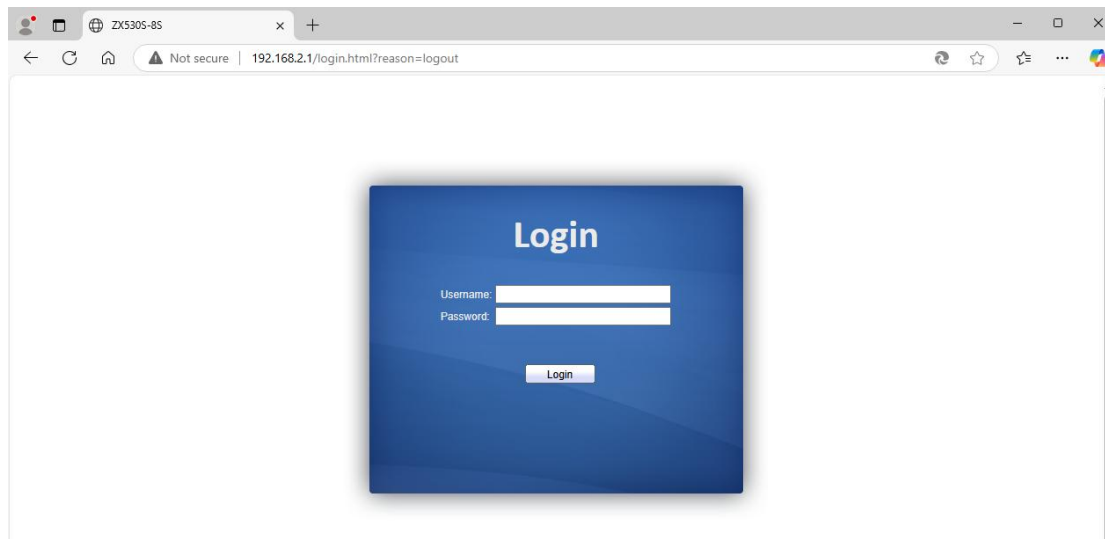 ZX530S-8S
Not secure | 192.168.2.1/login.html?reason=logout
Login
Username:
Password:
Login